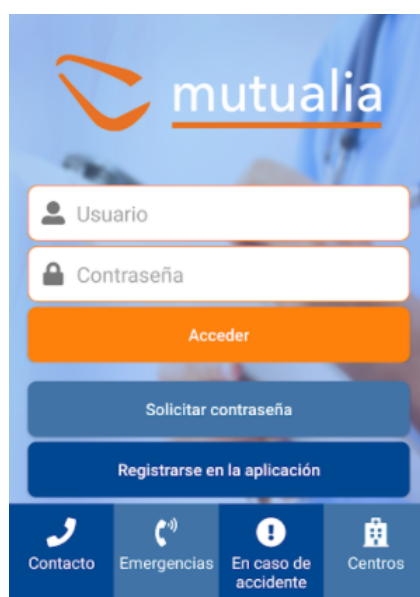 mutualia
Usuario
Contraseña
Acceder
Solicitar contraseña
Registrarse en la aplicación
Contacto
Emergencias
En caso de
accidente
Centros